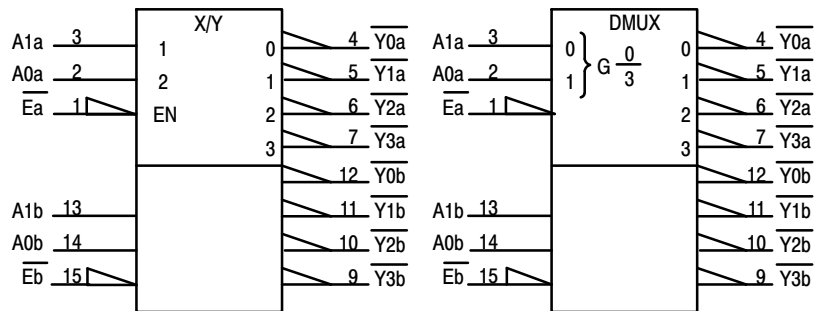 X/Y
A1a 3 1 0 4 Y0a
A0a 2 2 1 5 Y1a
Ea 1 EN 2 6 Y2a
3 7 Y3a
12 Y0b
A1b 13 11 Y1b
A0b 14 10 Y2b
Eb 15 9 Y3b
DMUX
A1a 3 0 G 0/3 0 4 Y0a
A0a 2 1 1 5 Y1a
Ea 1 2 6 Y2a
3 7 Y3a
12 Y0b
A1b 13 11 Y1b
A0b 14 10 Y2b
Eb 15 9 Y3b